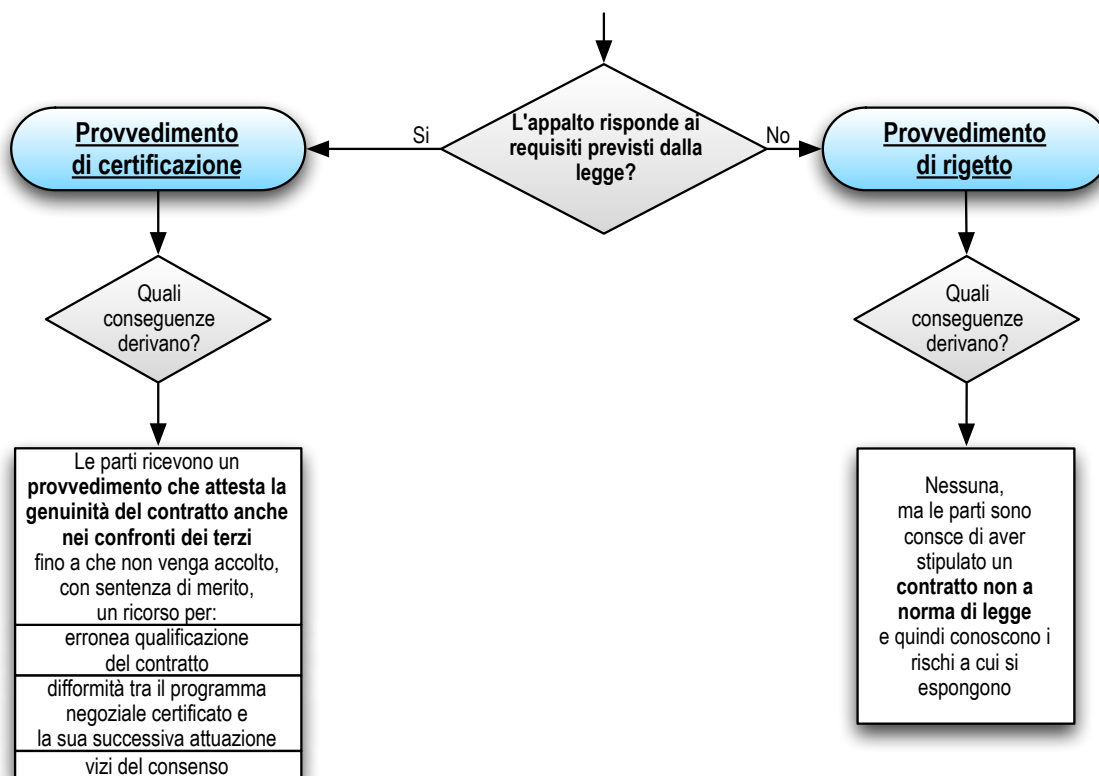 L'appalto risponde ai
requisiti previsti dalla
legge?
Si
No
Provvedimento
di certificazione
Provvedimento
di rigetto
Quali
conseguenze
derivano?
Quali
conseguenze
derivano?
Le parti ricevono un
provvedimento che attesta la
genuinità del contratto anche
nei confronti dei terzi
fino a che non venga accolto,
con sentenza di merito,
un ricorso per:
erronea qualificazione
del contratto
difformità tra il programma
negoziale certificato e
la sua successiva attuazione
vizi del consenso
Nessuna,
ma le parti sono
consce di aver
stipulato un
contratto non a
norma di legge
e quindi conoscono i
rischi a cui si
espongono